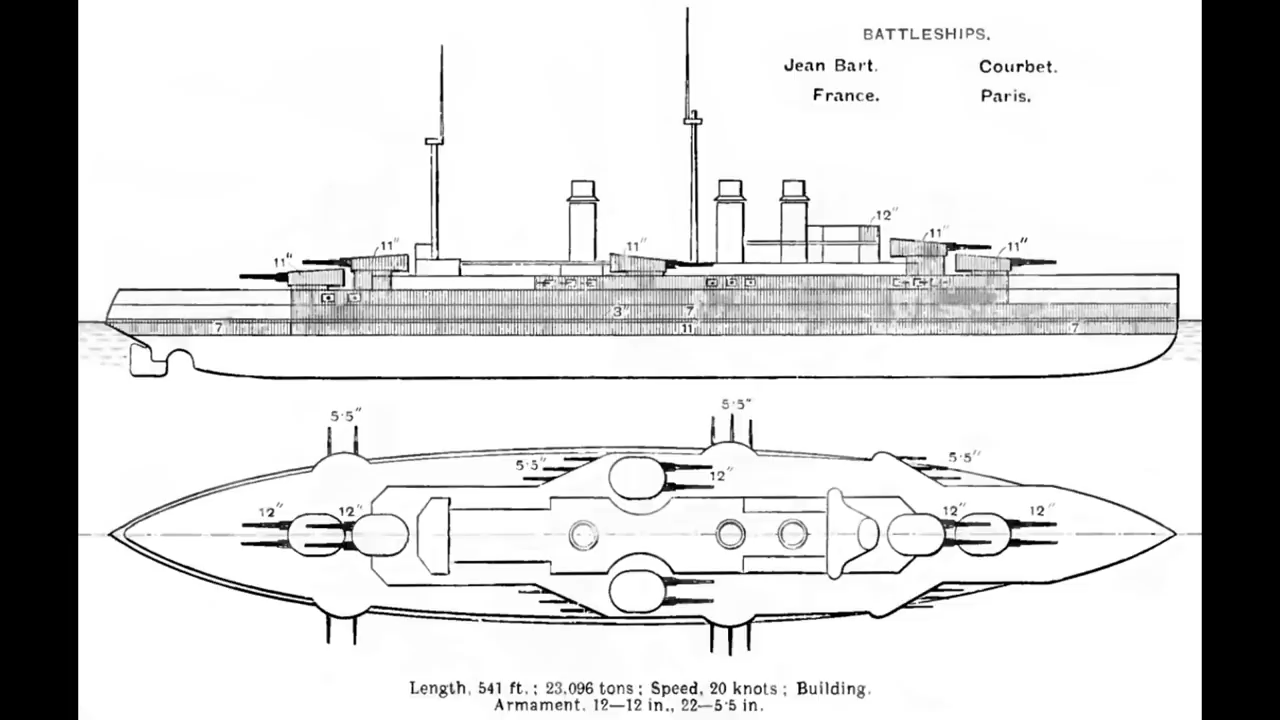 BATTLESHIPS.
Jean Bart. Courbet.
France. Paris.
12"
11" 11" 11" 11" 11"
3" 7
7 11 7
5·5" 5·5"
5·5" 12" 5·5"
12" 12" 12" 12"
Length, 541 ft.; 23,096 tons; Speed, 20 knots; Building.
Armament, 12—12 in., 22—5·5 in.